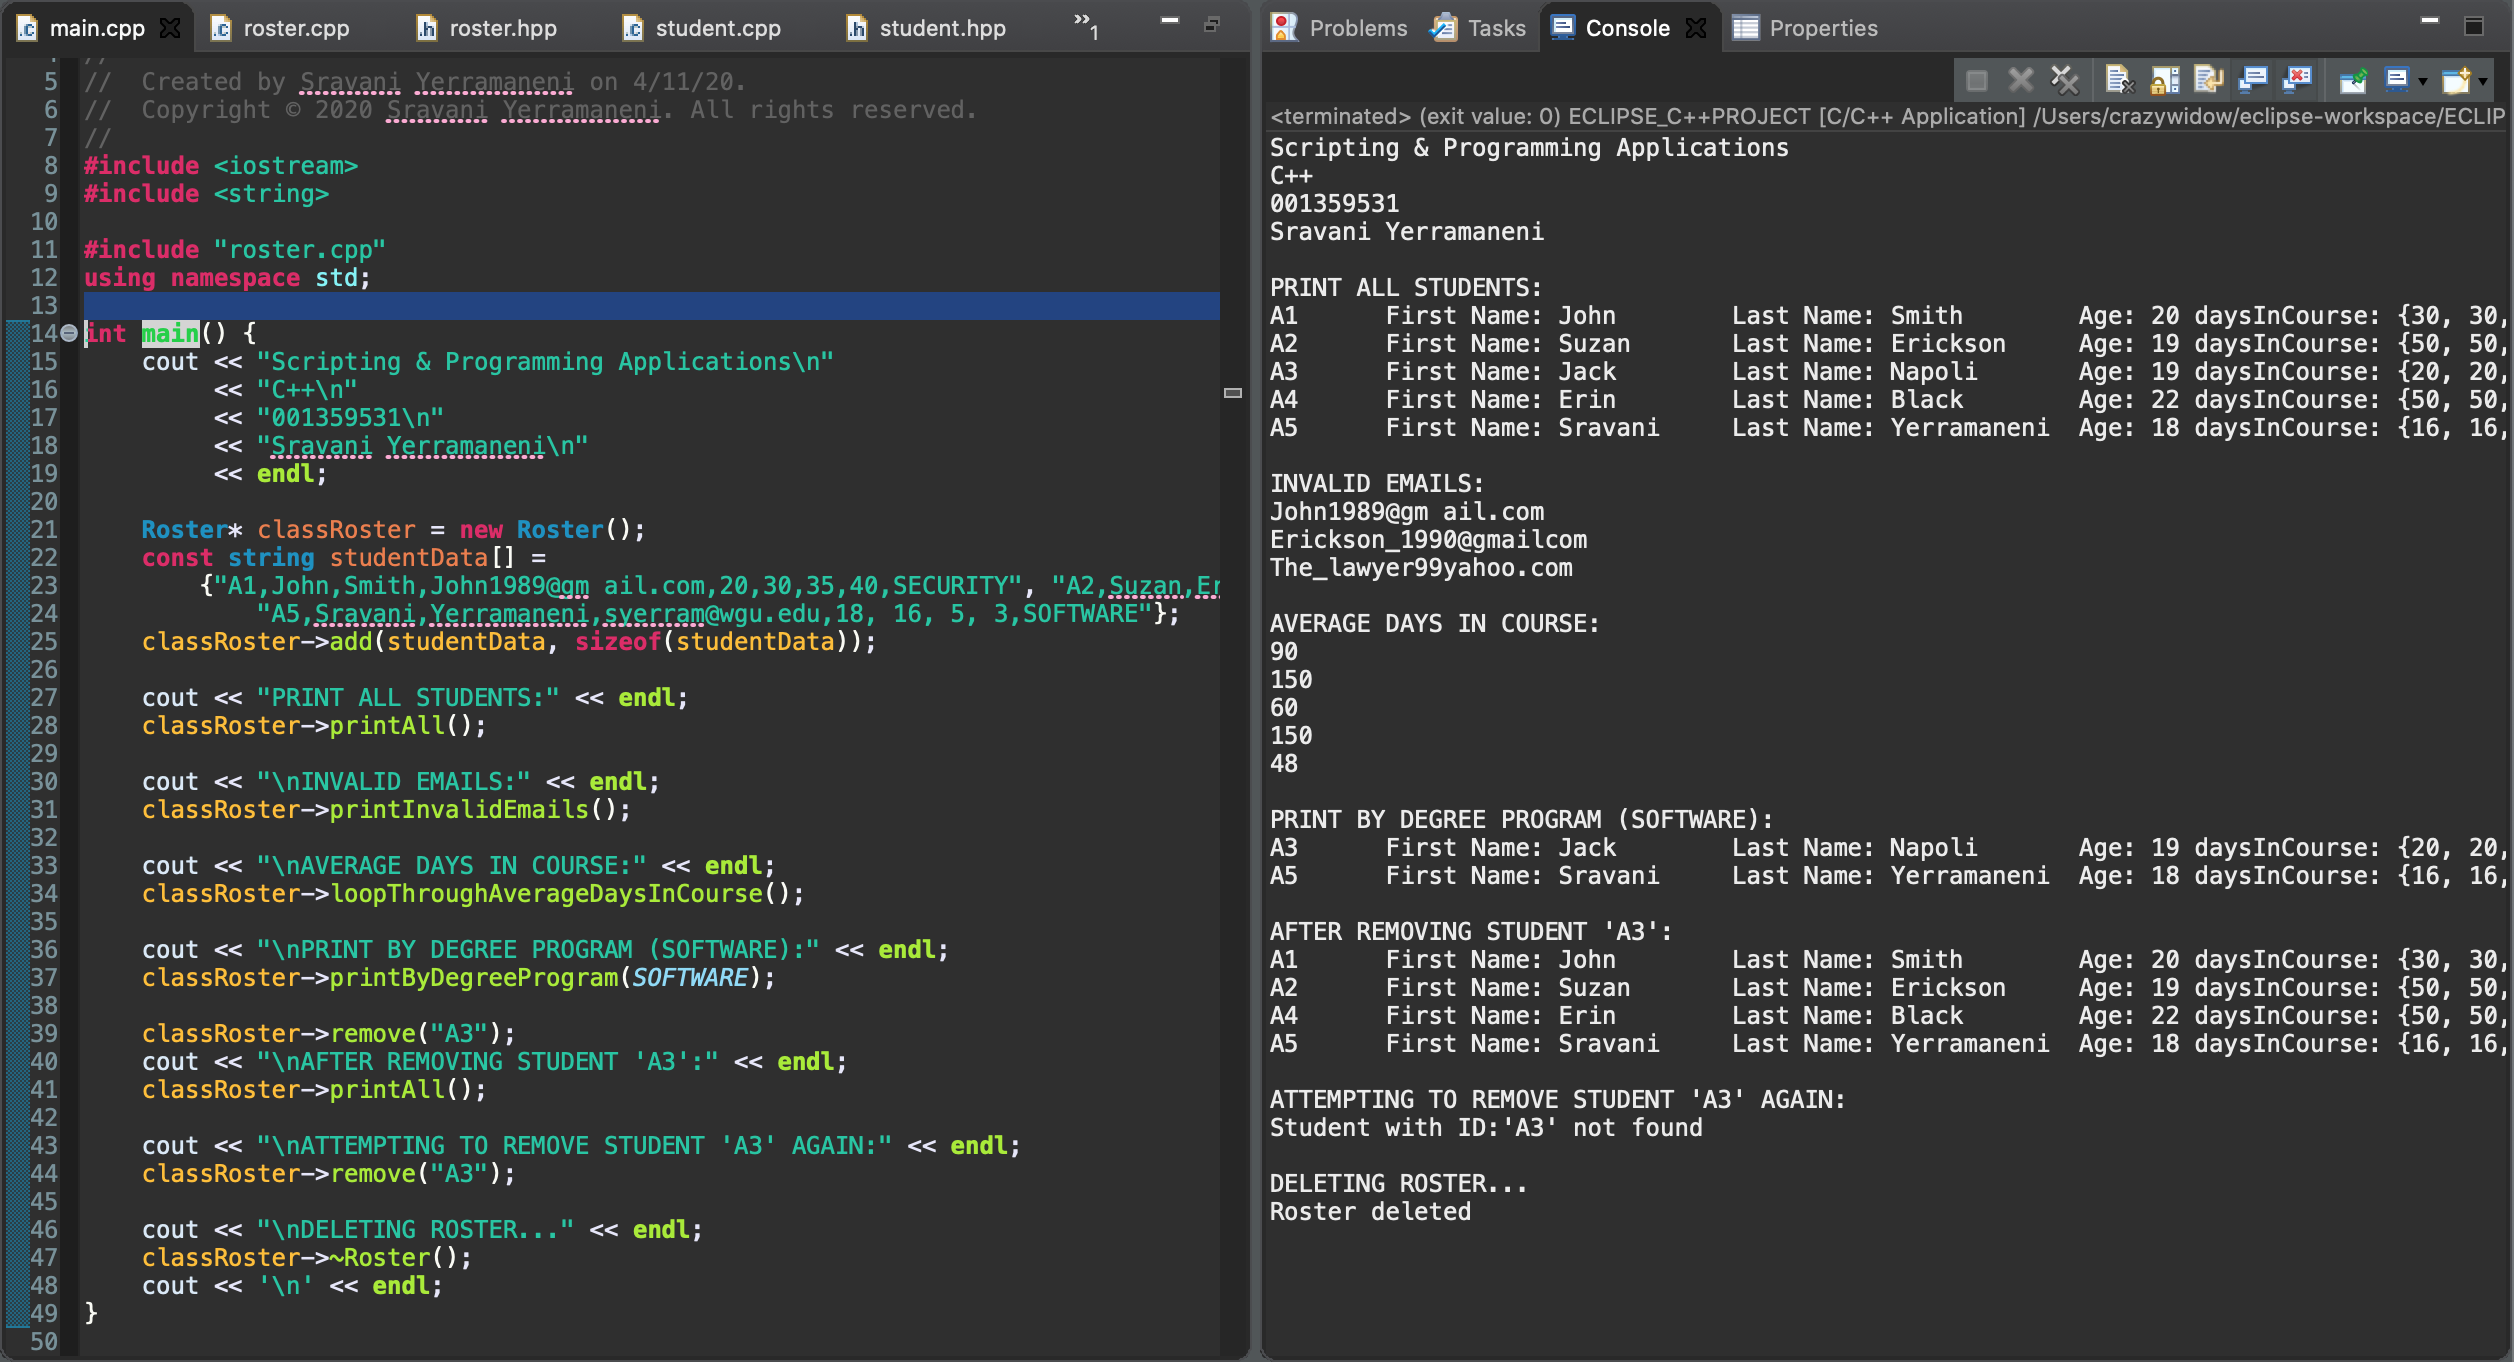 main.cpp
roster.cpp
roster.hpp
student.cpp
student.hpp
»1
5 //  Created by Sravani Yerramaneni on 4/11/20.
6 //  Copyright © 2020 Sravani Yerramaneni. All rights reserved.
7 //
8 #include <iostream>
9 #include <string>
10
11 #include "roster.cpp"
12 using namespace std;
13
14 int main() {
15     cout << "Scripting & Programming Applications\n"
16          << "C++\n"
17          << "001359531\n"
18          << "Sravani Yerramaneni\n"
19          << endl;
20
21     Roster* classRoster = new Roster();
22     const string studentData[] =
23         {"A1,John,Smith,John1989@gm ail.com,20,30,35,40,SECURITY", "A2,Suzan,Er
24             "A5,Sravani,Yerramaneni,syerram@wgu.edu,18, 16, 5, 3,SOFTWARE"};
25     classRoster->add(studentData, sizeof(studentData));
26
27     cout << "PRINT ALL STUDENTS:" << endl;
28     classRoster->printAll();
29
30     cout << "\nINVALID EMAILS:" << endl;
31     classRoster->printInvalidEmails();
32
33     cout << "\nAVERAGE DAYS IN COURSE:" << endl;
34     classRoster->loopThroughAverageDaysInCourse();
35
36     cout << "\nPRINT BY DEGREE PROGRAM (SOFTWARE):" << endl;
37     classRoster->printByDegreeProgram(SOFTWARE);
38
39     classRoster->remove("A3");
40     cout << "\nAFTER REMOVING STUDENT 'A3':" << endl;
41     classRoster->printAll();
42
43     cout << "\nATTEMPTING TO REMOVE STUDENT 'A3' AGAIN:" << endl;
44     classRoster->remove("A3");
45
46     cout << "\nDELETING ROSTER..." << endl;
47     classRoster->~Roster();
48     cout << '\n' << endl;
49 }
50
Problems
Tasks
Console
Properties
<terminated> (exit value: 0) ECLIPSE_C++PROJECT [C/C++ Application] /Users/crazywidow/eclipse-workspace/ECLIP
Scripting & Programming Applications
C++
001359531
Sravani Yerramaneni

PRINT ALL STUDENTS:
A1      First Name: John        Last Name: Smith        Age: 20 daysInCourse: {30, 30,
A2      First Name: Suzan       Last Name: Erickson     Age: 19 daysInCourse: {50, 50,
A3      First Name: Jack        Last Name: Napoli       Age: 19 daysInCourse: {20, 20,
A4      First Name: Erin        Last Name: Black        Age: 22 daysInCourse: {50, 50,
A5      First Name: Sravani     Last Name: Yerramaneni  Age: 18 daysInCourse: {16, 16,

INVALID EMAILS:
John1989@gm ail.com
Erickson_1990@gmailcom
The_lawyer99yahoo.com

AVERAGE DAYS IN COURSE:
90
150
60
150
48

PRINT BY DEGREE PROGRAM (SOFTWARE):
A3      First Name: Jack        Last Name: Napoli       Age: 19 daysInCourse: {20, 20,
A5      First Name: Sravani     Last Name: Yerramaneni  Age: 18 daysInCourse: {16, 16,

AFTER REMOVING STUDENT 'A3':
A1      First Name: John        Last Name: Smith        Age: 20 daysInCourse: {30, 30,
A2      First Name: Suzan       Last Name: Erickson     Age: 19 daysInCourse: {50, 50,
A4      First Name: Erin        Last Name: Black        Age: 22 daysInCourse: {50, 50,
A5      First Name: Sravani     Last Name: Yerramaneni  Age: 18 daysInCourse: {16, 16,

ATTEMPTING TO REMOVE STUDENT 'A3' AGAIN:
Student with ID:'A3' not found

DELETING ROSTER...
Roster deleted